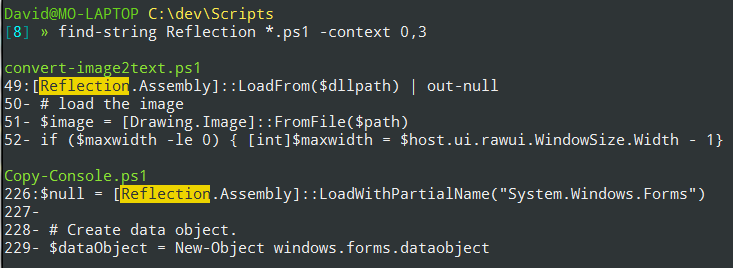 David@MO-LAPTOP C:\dev\Scripts
[8] » find-string Reflection *.ps1 -context 0,3
convert-image2text.ps1
49:[Reflection.Assembly]::LoadFrom($dllpath) | out-null
50- # load the image
51- $image = [Drawing.Image]::FromFile($path)
52- if ($maxwidth -le 0) { [int]$maxwidth = $host.ui.rawui.WindowSize.Width - 1}
Copy-Console.ps1
226:$null = [Reflection.Assembly]::LoadWithPartialName("System.Windows.Forms")
227-
228- # Create data object.
229- $dataObject = New-Object windows.forms.dataobject